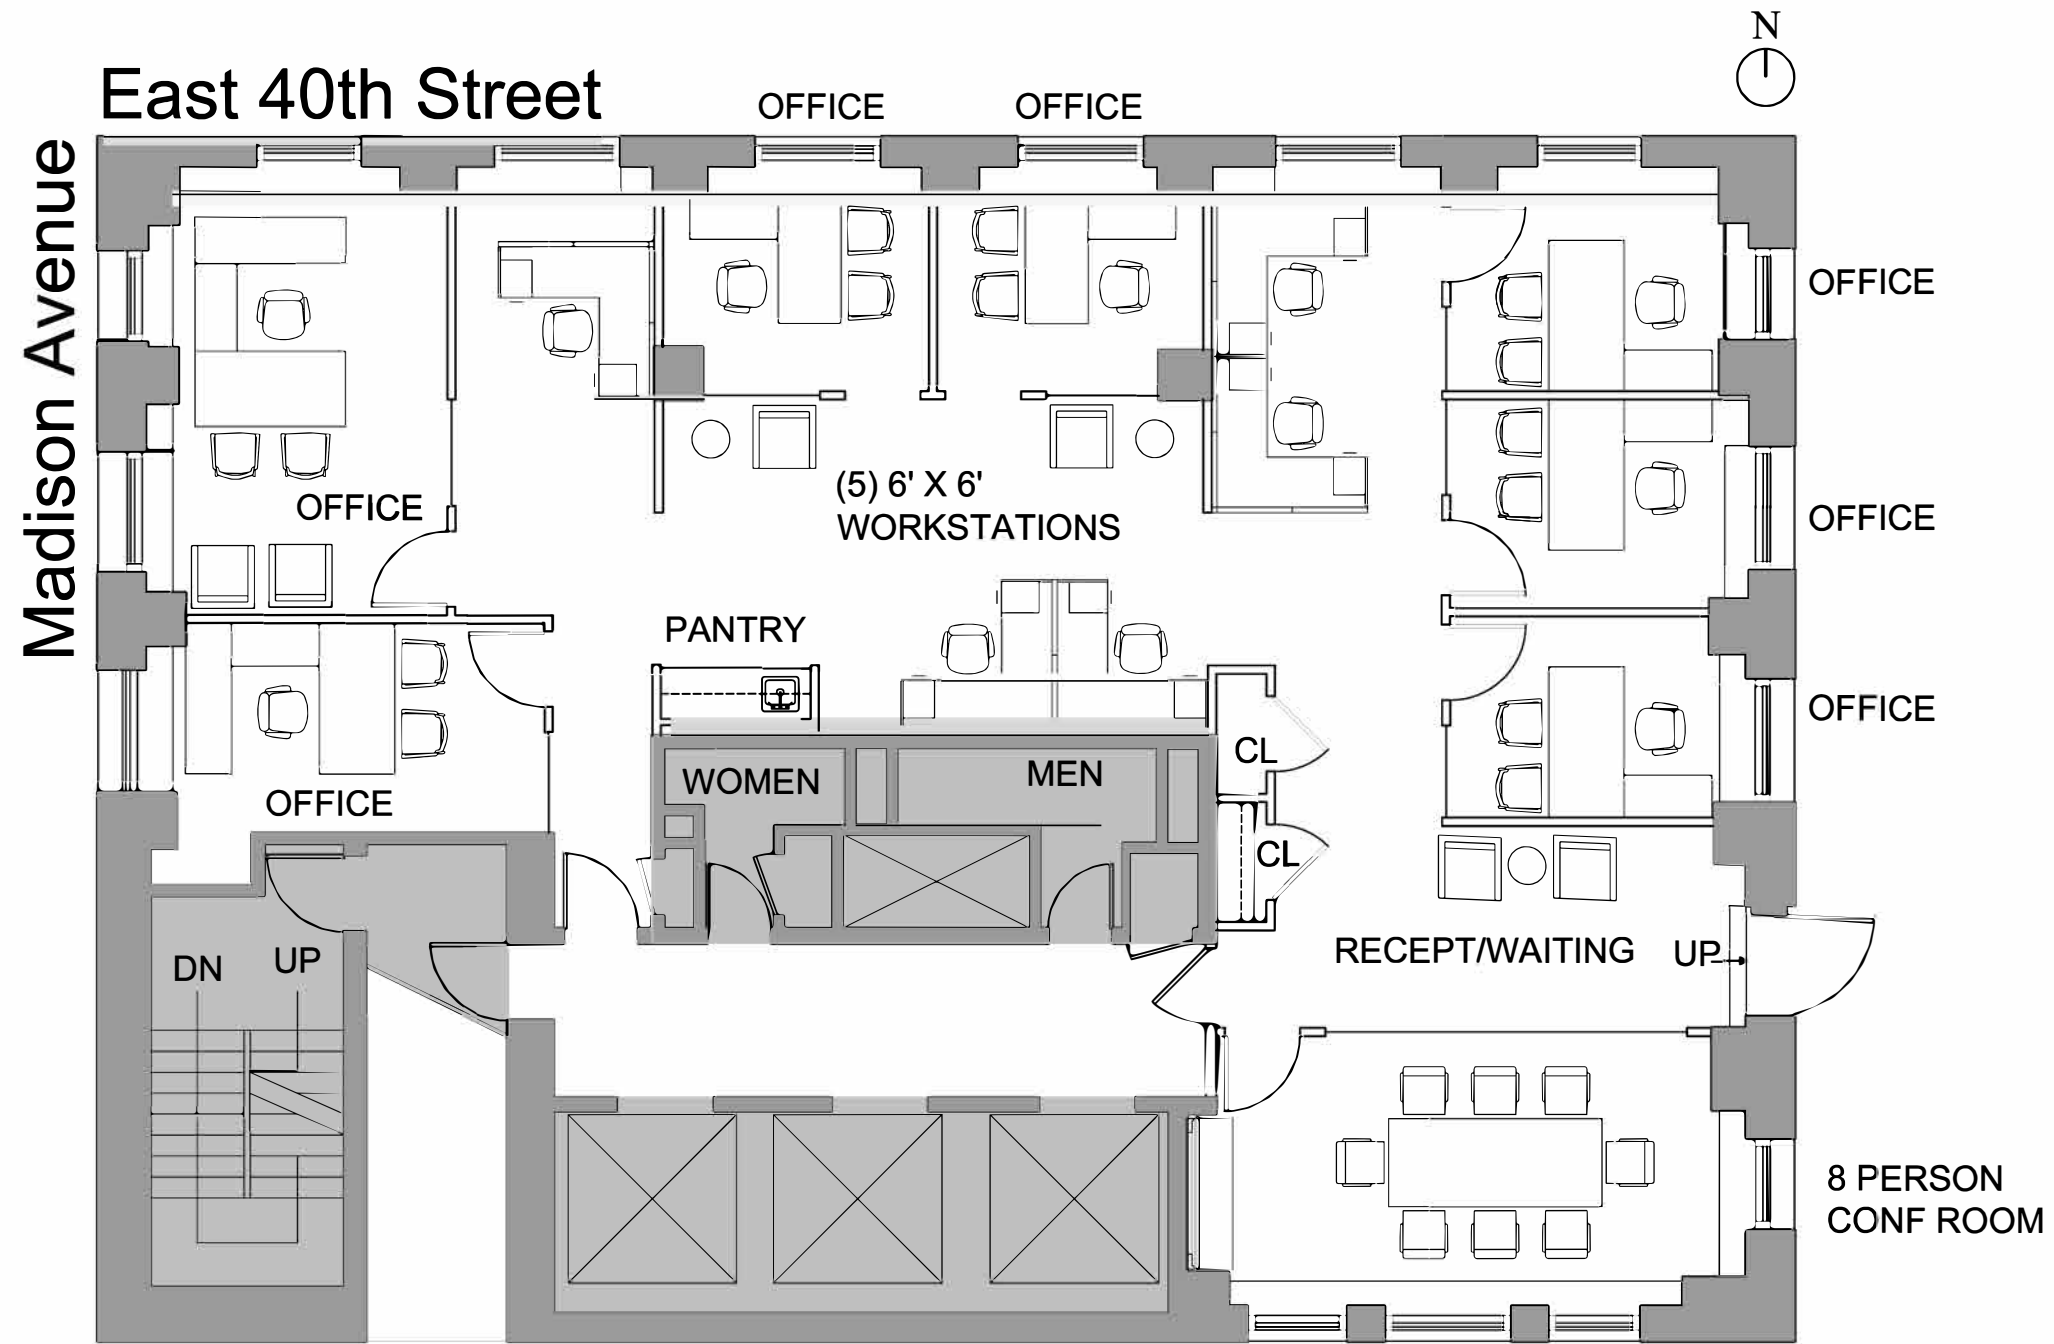 N
East 40th Street
Madison Avenue
OFFICE
OFFICE
OFFICE
OFFICE
(5) 6' X 6'
WORKSTATIONS
OFFICE
PANTRY
OFFICE
CL
WOMEN
MEN
OFFICE
CL
RECEPT/WAITING
UP
DN
UP
8 PERSON
CONF ROOM